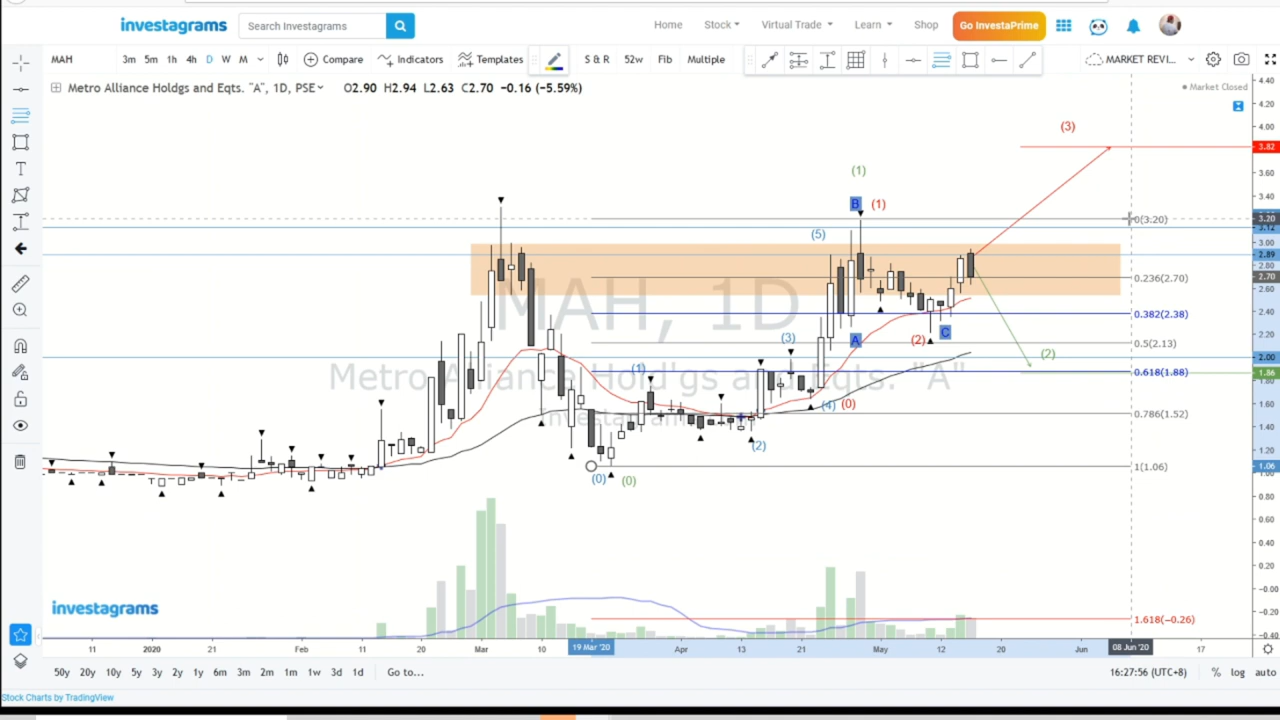 investagrams Search Investagrams Home Stock Virtual Trade Learn Shop Go InvestaPrime
MAH 3m 5m 1h 4h D W Compare Indicators Templates S & R 52w Fib Multiple MARKET REVI...
Metro Alliance Holdgs and Eqts. "A", 1D, PSE O2.90 H2.94 L2.63 C2.70 −0.16 (−5.59%)
Market Closed
4.40
4.20
(3)
4.00
3.82
(1)
3.60
3.40
B (1)
0(3.20) 3.20
3.12
(5)
3.00
2.89
2.80
MAH, 1D
0.236(2.70) 2.70
2.60
0.382(2.38)
2.40
C
2.20
A (3) (2) 0.5(2.13)
(2)
2.00
(1) 0.618(1.88) 1.86
Metro Alliance Hold'gs and Eqts. "A"
(4) (0)
1.60
0.786(1.52)
Investagrams
1.40
(2)
1.20
1(1.06) 1.06
(0) (0)
0.80
0.60
0.40
0.20
−0.00
investagrams
−0.20
1.618(−0.26)
−0.40
11 2020 21 Feb 11 20 Mar 10 19 Mar '20 Apr 13 21 May 12 20 Jun 08 Jun '20 17
50y 20y 10y 5y 3y 2y 1y 6m 3m 2m 1m 1w 3d 1d Go to... 16:27:56 (UTC+8) % log auto
Stock Charts by TradingView